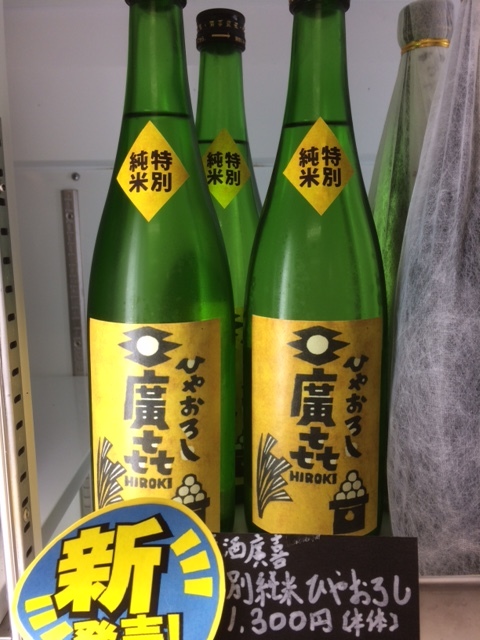 特別
純米
特別
純米
特別
純米
ひやおろし
廣㐂
HIROKI
ひやおろし
廣㐂
HIROKI
新
発売!
酒廣喜
別純米ひやおろし
1,300円(本体)